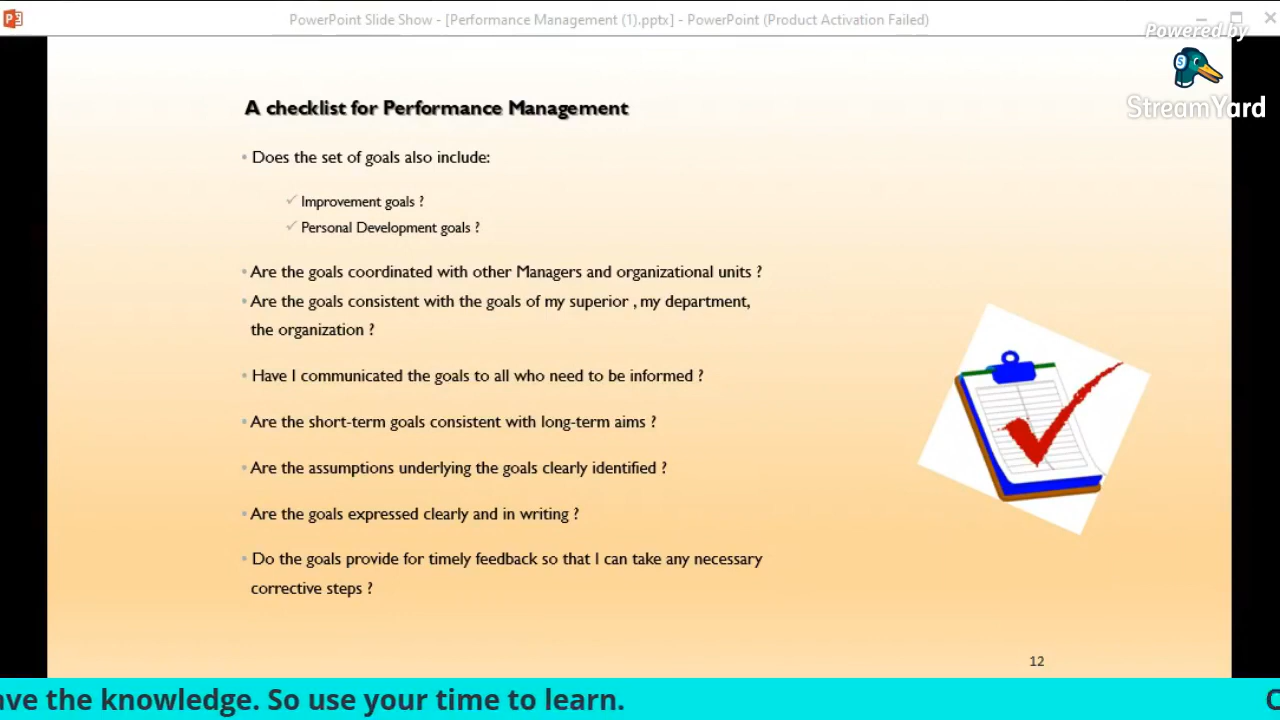 PowerPoint Slide Show - [Performance Management (1).pptx] - PowerPoint (Product Activation Failed)
Powered by
StreamYard
A checklist for Performance Management
• Does the set of goals also include:
✓ Improvement goals ?
✓ Personal Development goals ?
• Are the goals coordinated with other Managers and organizational units ?
• Are the goals consistent with the goals of my superior , my department,
the organization ?
• Have I communicated the goals to all who need to be informed ?
• Are the short-term goals consistent with long-term aims ?
• Are the assumptions underlying the goals clearly identified ?
• Are the goals expressed clearly and in writing ?
• Do the goals provide for timely feedback so that I can take any necessary
corrective steps ?
12
the knowledge. So use your time to learn.